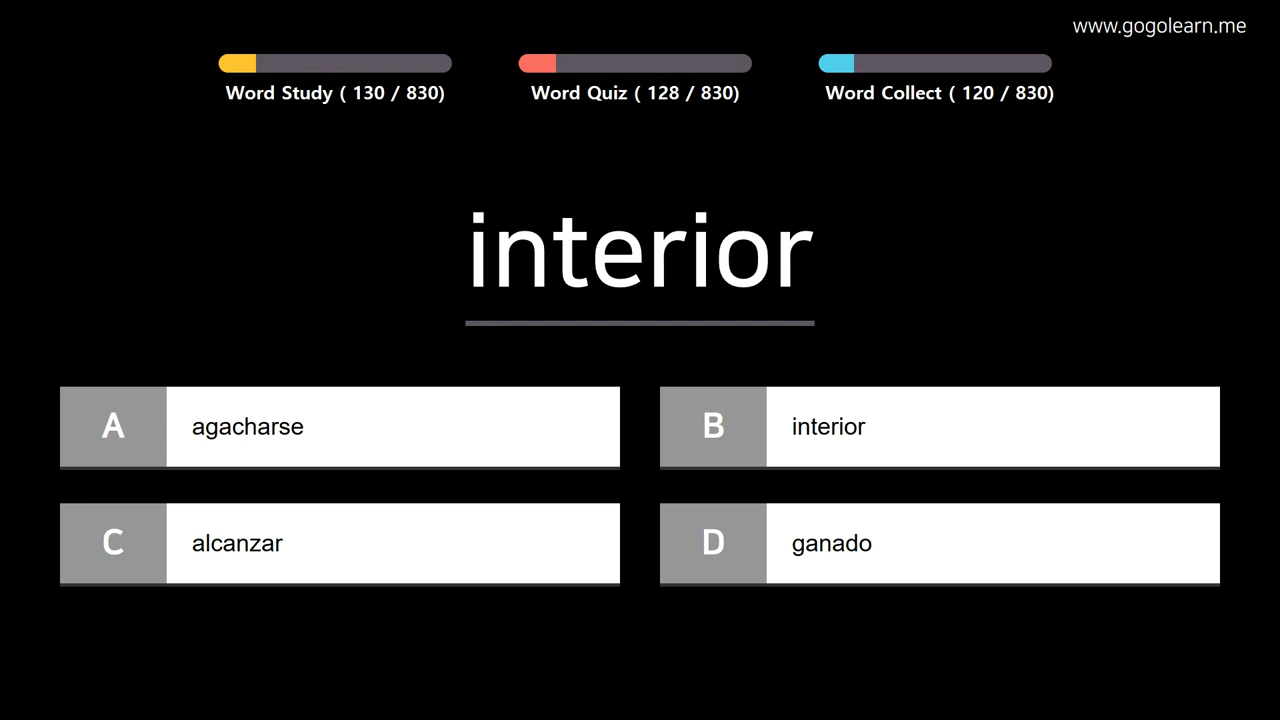 www.gogolearn.me
Word Study ( 130 / 830)
Word Quiz ( 128 / 830)
Word Collect ( 120 / 830)
interior
A agacharse
B interior
C alcanzar
D ganado